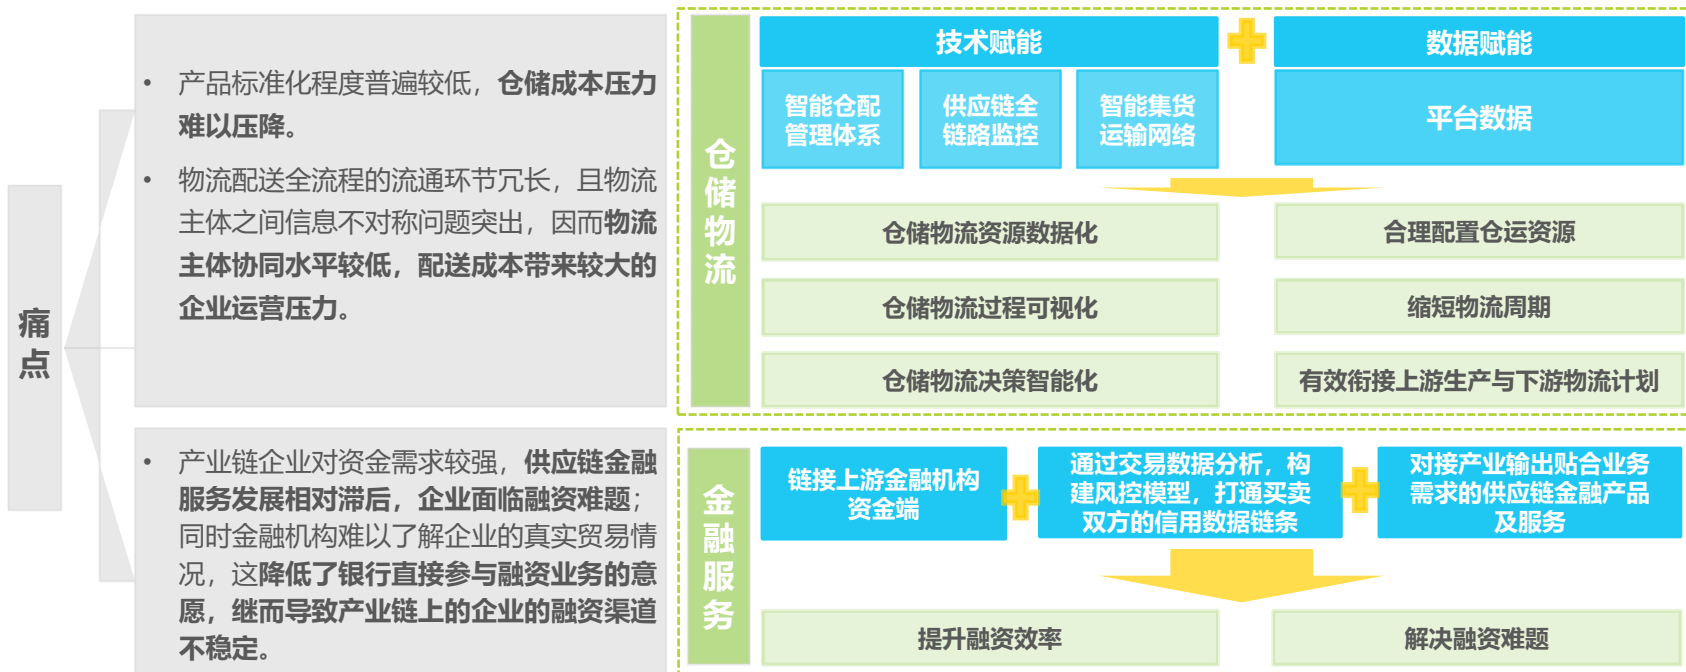 痛
点
• 产品标准化程度普遍较低，仓储成本压力
难以压降。
• 物流配送全流程的流通环节冗长，且物流
主体之间信息不对称问题突出，因而物流
主体协同水平较低，配送成本带来较大的
企业运营压力。
• 产业链企业对资金需求较强，供应链金融
服务发展相对滞后，企业面临融资难题；
同时金融机构难以了解企业的真实贸易情
况，这降低了银行直接参与融资业务的意
愿，继而导致产业链上的企业的融资渠道
不稳定。
仓
储
物
流
技术赋能
数据赋能
智能仓配
管理体系
供应链全
链路监控
智能集货
运输网络
平台数据
仓储物流资源数据化
合理配置仓运资源
仓储物流过程可视化
缩短物流周期
仓储物流决策智能化
有效衔接上游生产与下游物流计划
金
融
服
务
链接上游金融机构
资金端
通过交易数据分析，构
建风控模型，打通买卖
双方的信用数据链条
对接产业输出贴合业务
需求的供应链金融产品
及服务
提升融资效率
解决融资难题